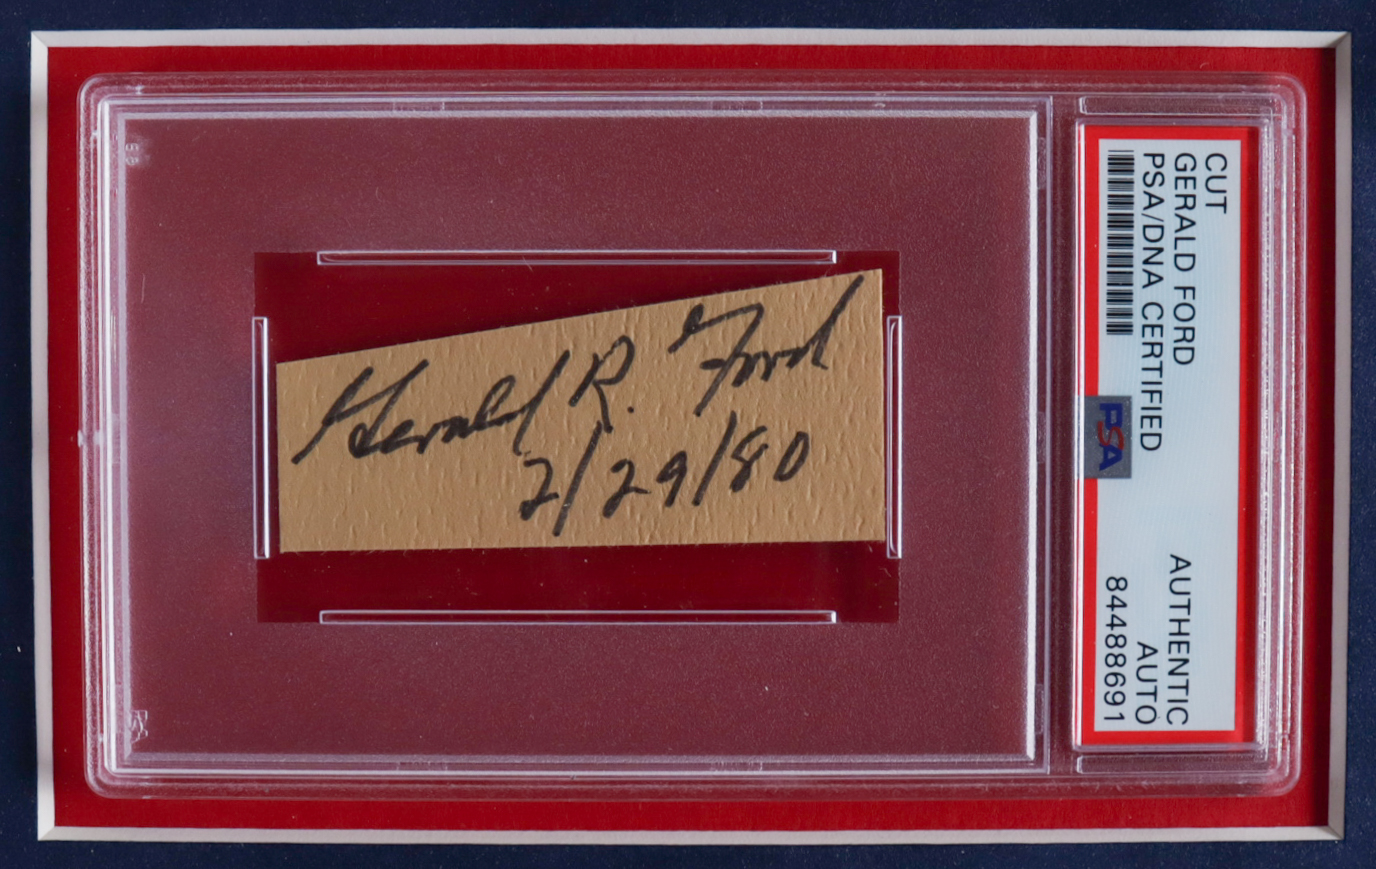 Gerald R. Ford
2/29/80
CUT
GERALD FORD
PSA/DNA CERTIFIED
PSA
AUTHENTIC
AUTO
84488691